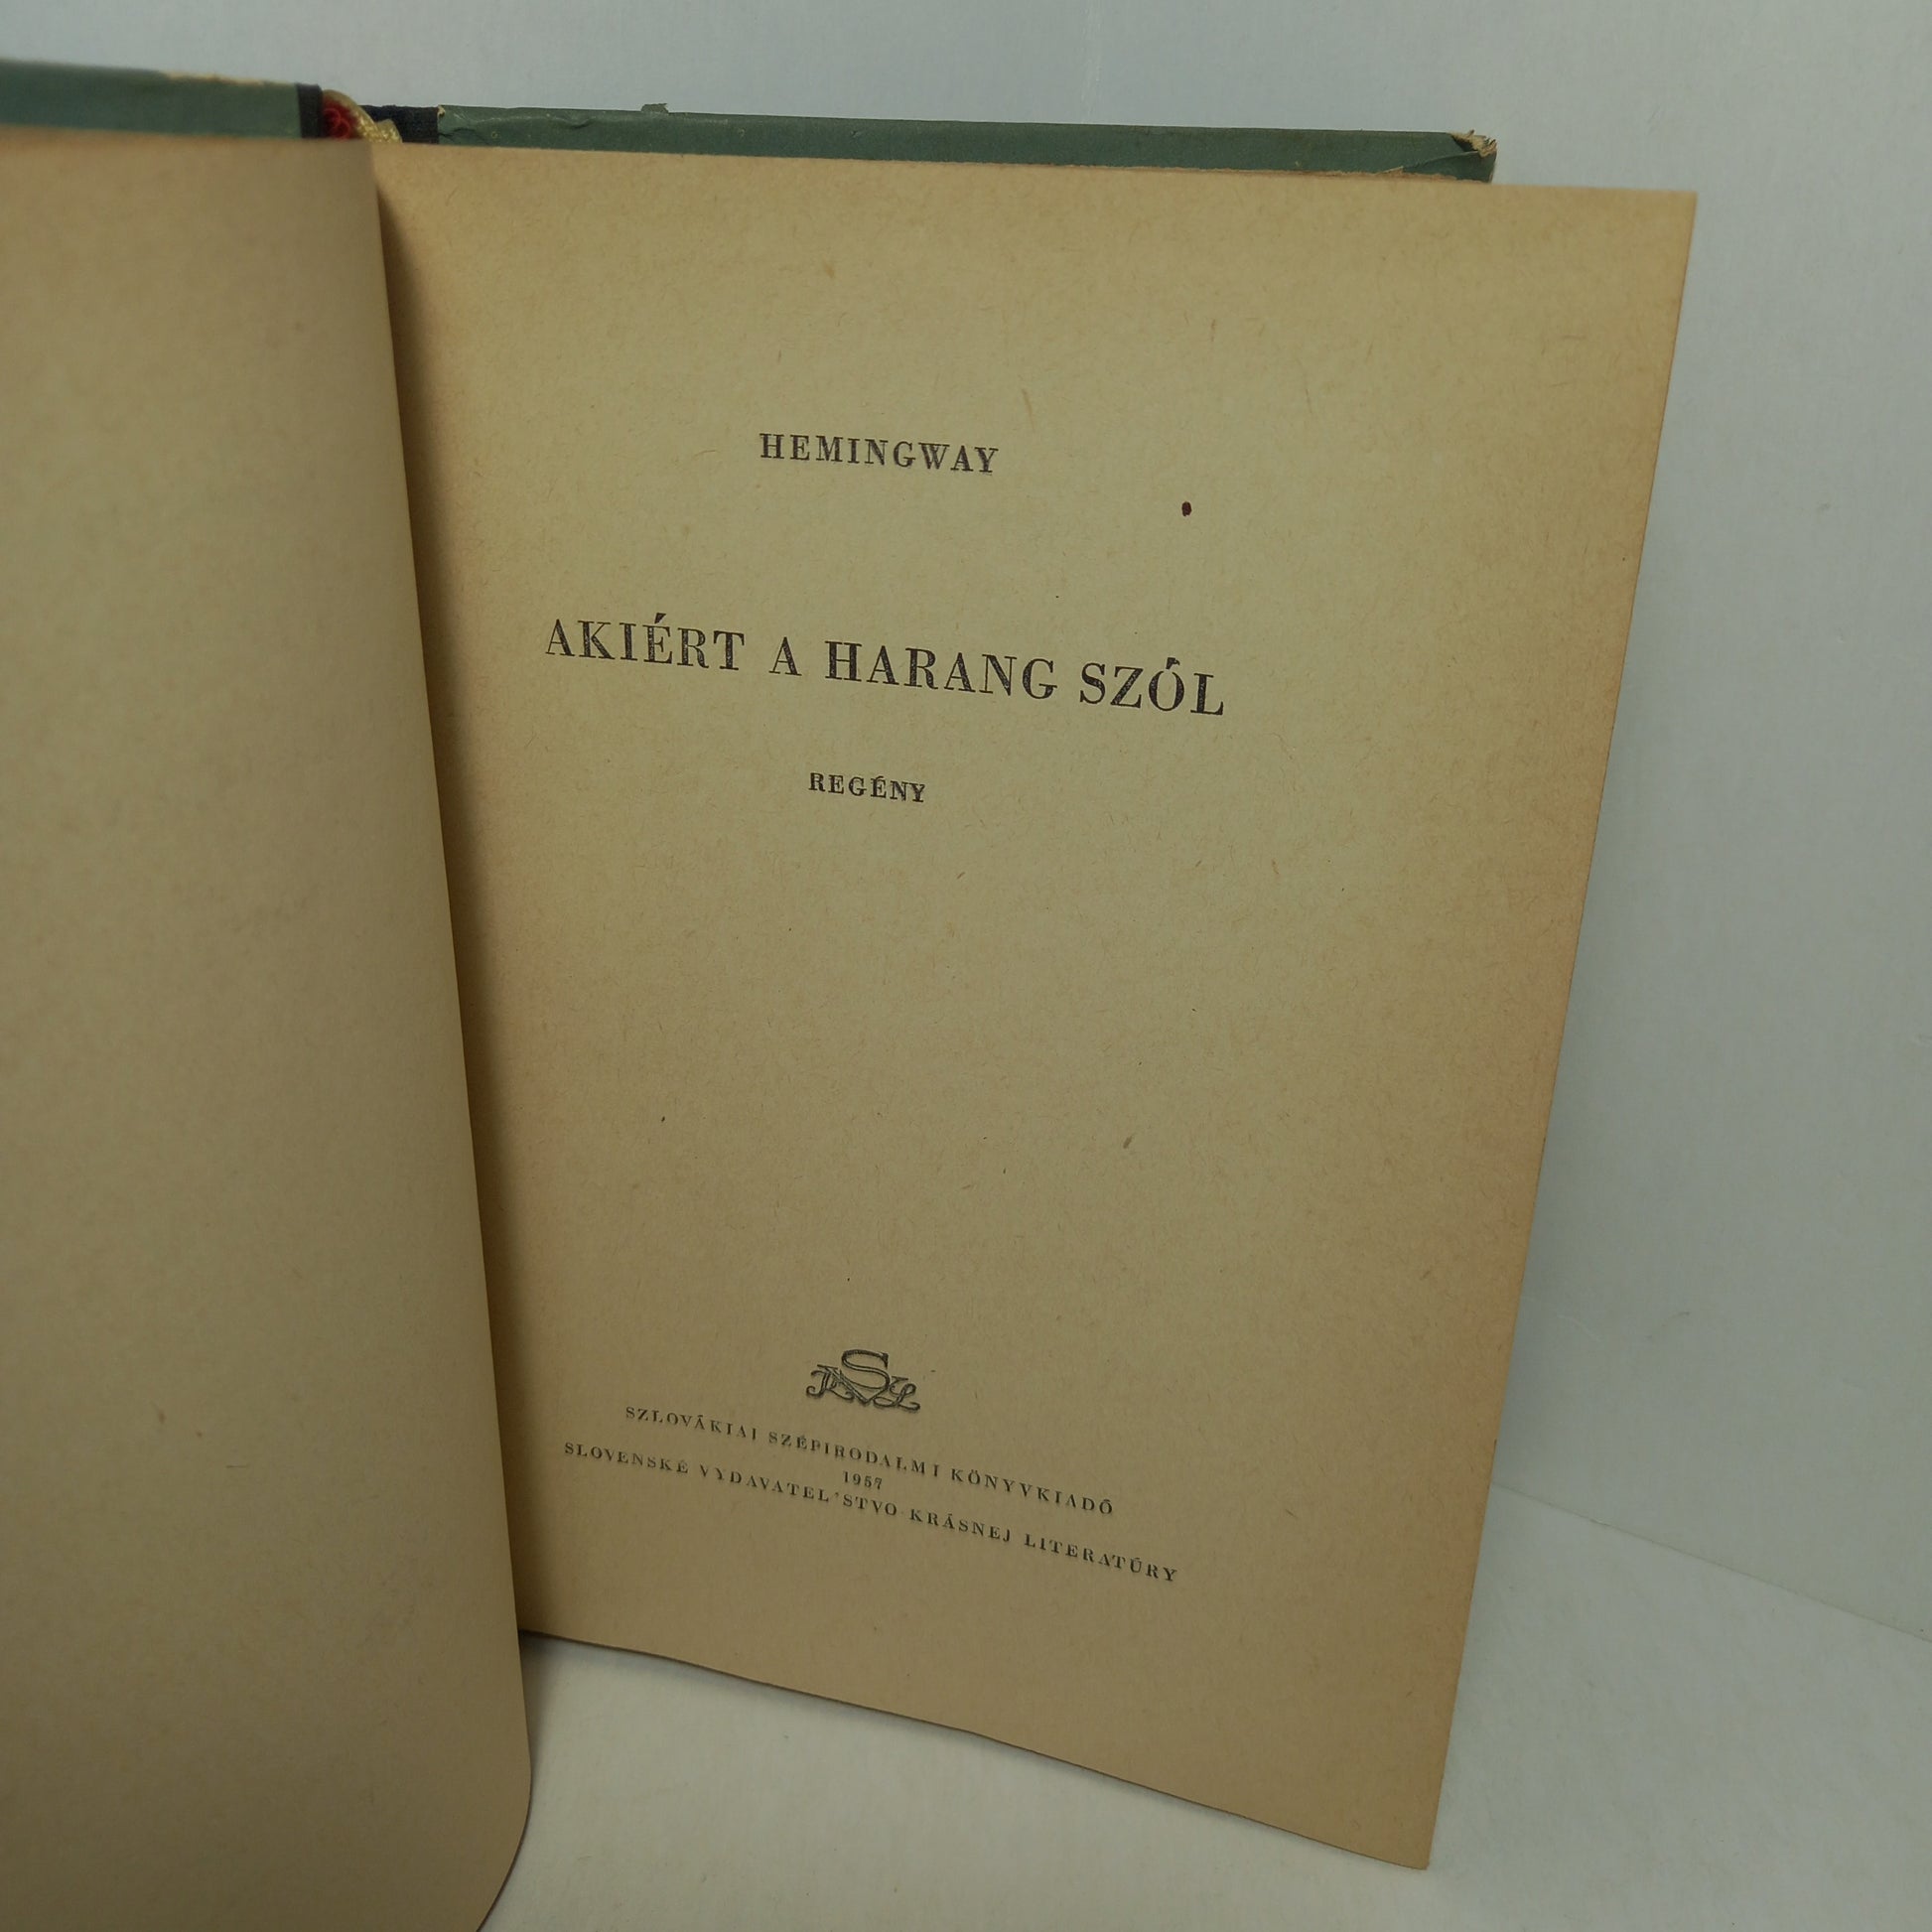 HEMINGWAY
AKIÉRT A HARANG SZÓL
REGÉNY
SZLOVÁKIAI SZÉPIRODALMI KÖNYVKIADÓ
1957
SLOVENSKÉ VYDAVATEL'STVO KRÁSNEJ LITERATÚRY